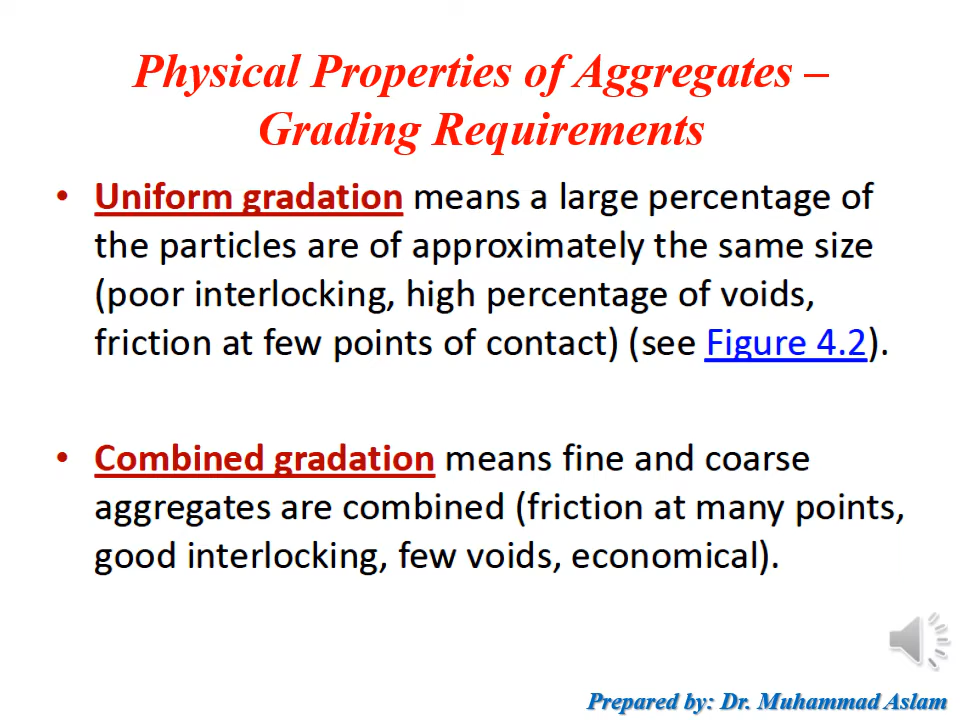 Physical Properties of Aggregates –
Grading Requirements
• Uniform gradation means a large percentage of
the particles are of approximately the same size
(poor interlocking, high percentage of voids,
friction at few points of contact) (see Figure 4.2).
• Combined gradation means fine and coarse
aggregates are combined (friction at many points,
good interlocking, few voids, economical).
Prepared by: Dr. Muhammad Aslam